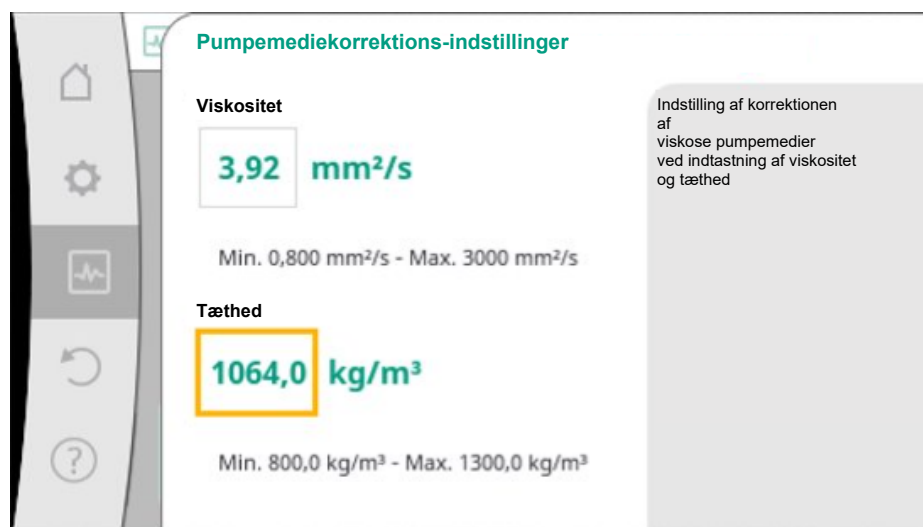 Pumpemediekorrektions-indstillinger
Viskositet
3,92 mm²/s
Min. 0,800 mm²/s - Max. 3000 mm²/s
Tæthed
1064,0 kg/m³
Min. 800,0 kg/m³ - Max. 1300,0 kg/m³
Indstilling af korrektionen
af
viskose pumpemedier
ved indtastning af viskositet
og tæthed
?